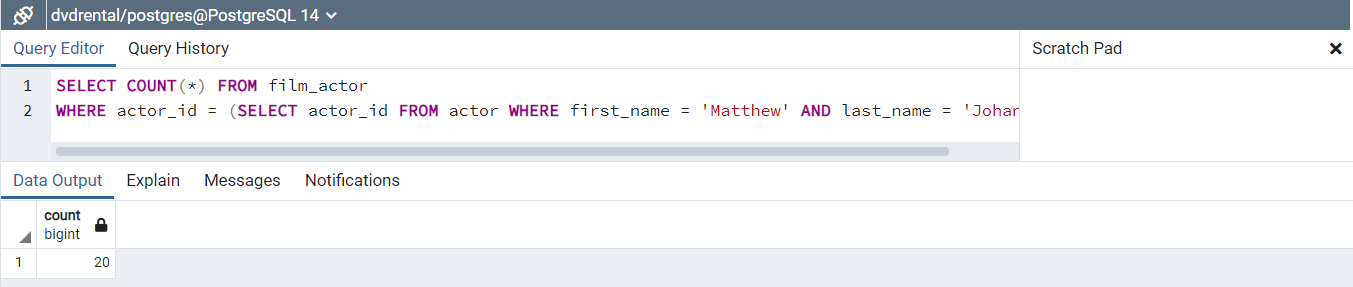 dvdrental/postgres@PostgreSQL 14
Query Editor Query History Scratch Pad
1 SELECT COUNT(*) FROM film_actor
2 WHERE actor_id = (SELECT actor_id FROM actor WHERE first_name = 'Matthew' AND last_name = 'Johan
Data Output Explain Messages Notifications
count
bigint
1 20